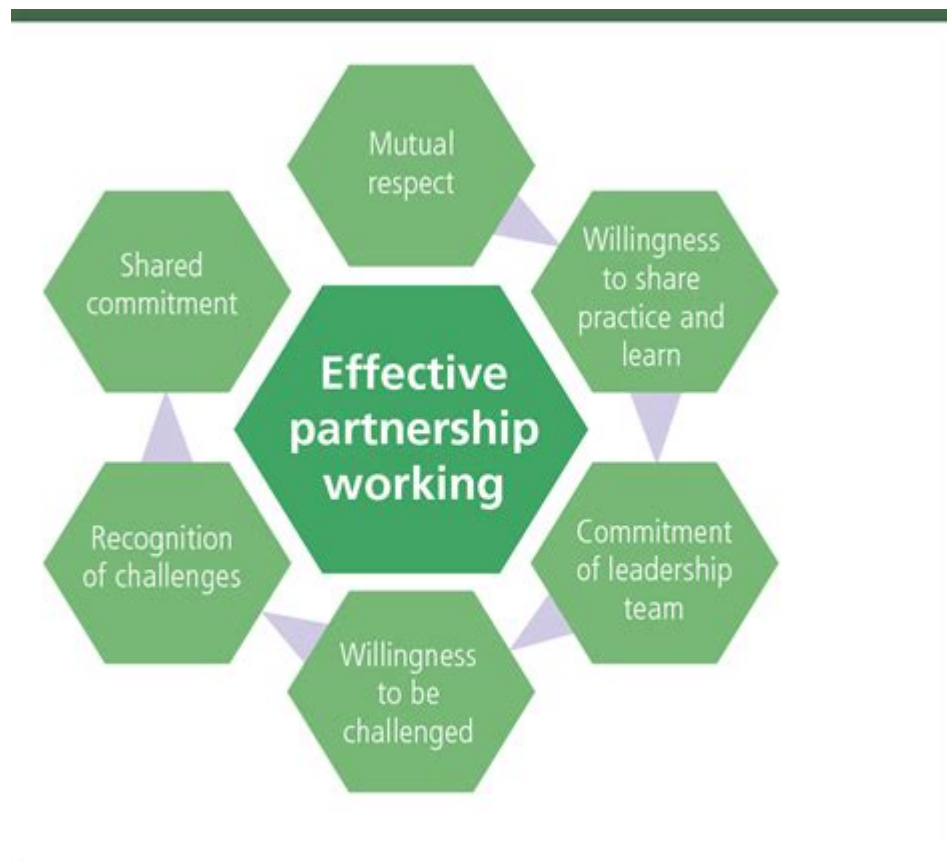 Mutual
respect
Willingness
to share
practice and
learn
Commitment
of leadership
team
Willingness
to be
challenged
Recognition
of challenges
Shared
commitment
Effective
partnership
working